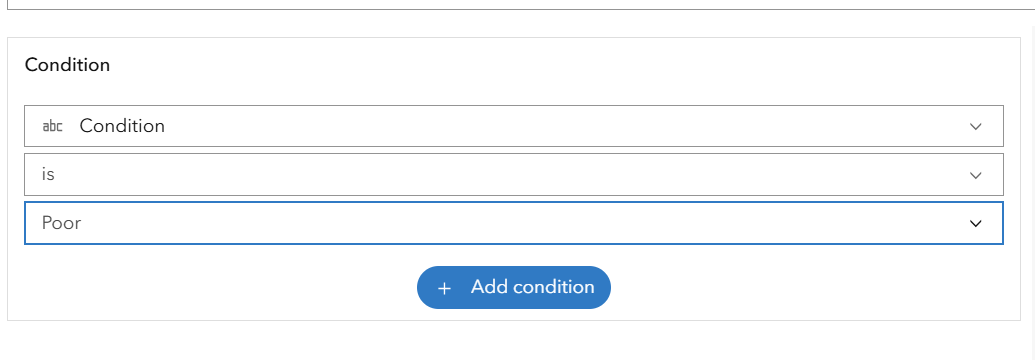 Condition
abc Condition
is
Poor
+ Add condition